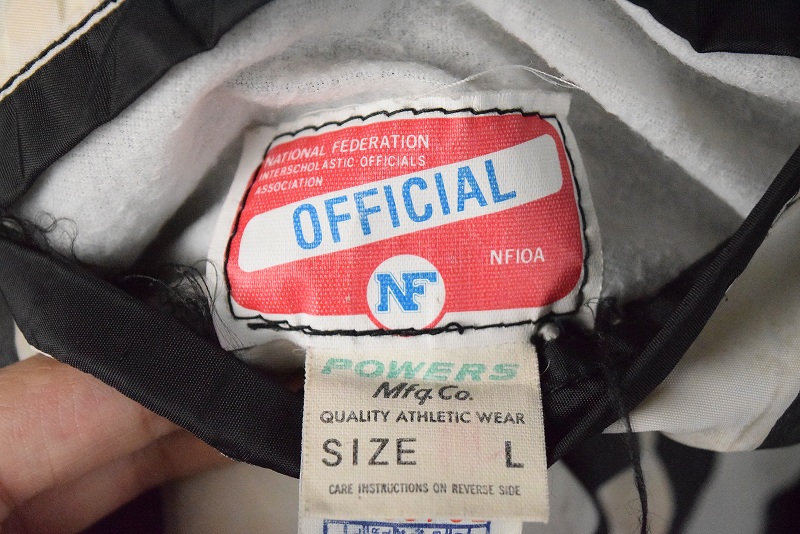 NATIONAL FEDERATION
INTERSCHOLASTIC OFFICIALS
ASSOCIATION
OFFICIAL
NFIOA
NF
POWERS
Mfg. Co.
QUALITY ATHLETIC WEAR
SIZE L
CARE INSTRUCTIONS ON REVERSE SIDE